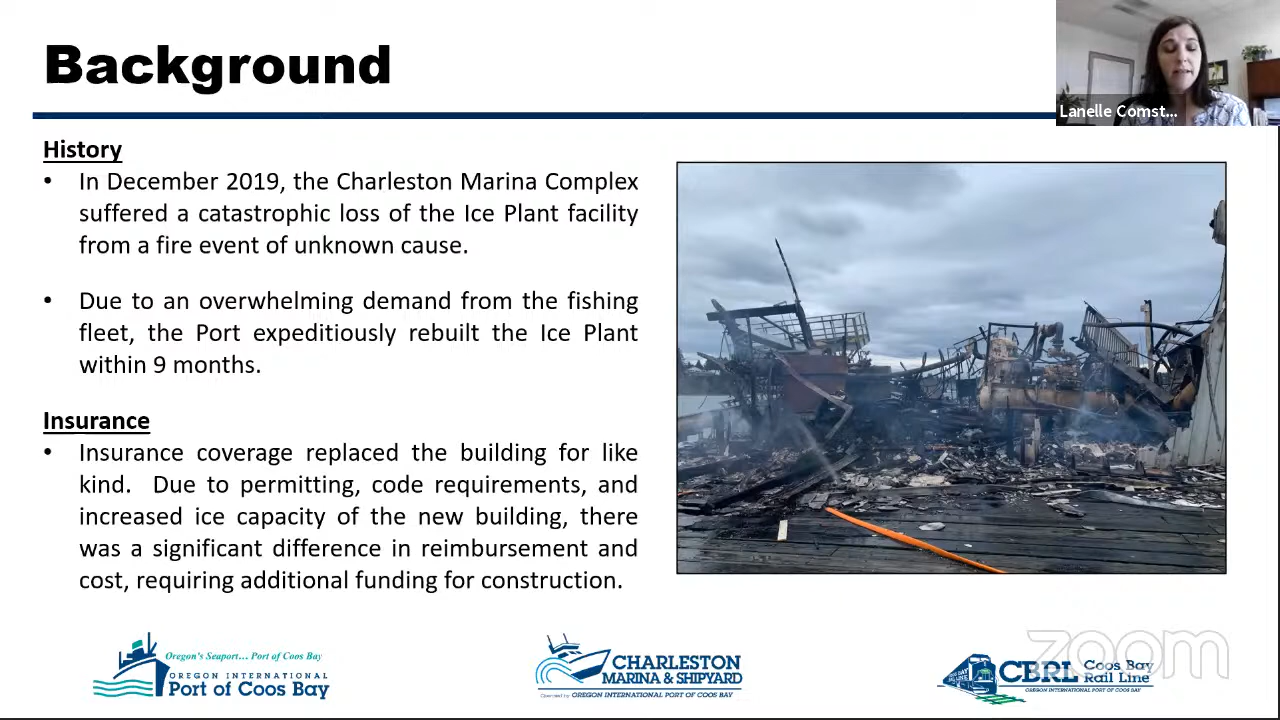 Background
Lanelle Comst...
History
• In December 2019, the Charleston Marina Complex
suffered a catastrophic loss of the Ice Plant facility
from a fire event of unknown cause.
• Due to an overwhelming demand from the fishing
fleet, the Port expeditiously rebuilt the Ice Plant
within 9 months.
Insurance
• Insurance coverage replaced the building for like
kind. Due to permitting, code requirements, and
increased ice capacity of the new building, there
was a significant difference in reimbursement and
cost, requiring additional funding for construction.
Oregon's Seaport... Port of Coos Bay
OREGON INTERNATIONAL
Port of Coos Bay
CHARLESTON
MARINA & SHIPYARD
Operated by OREGON INTERNATIONAL PORT OF COOS BAY
zoom
CBRL Coos Bay
Rail Line
OREGON INTERNATIONAL PORT OF COOS BAY